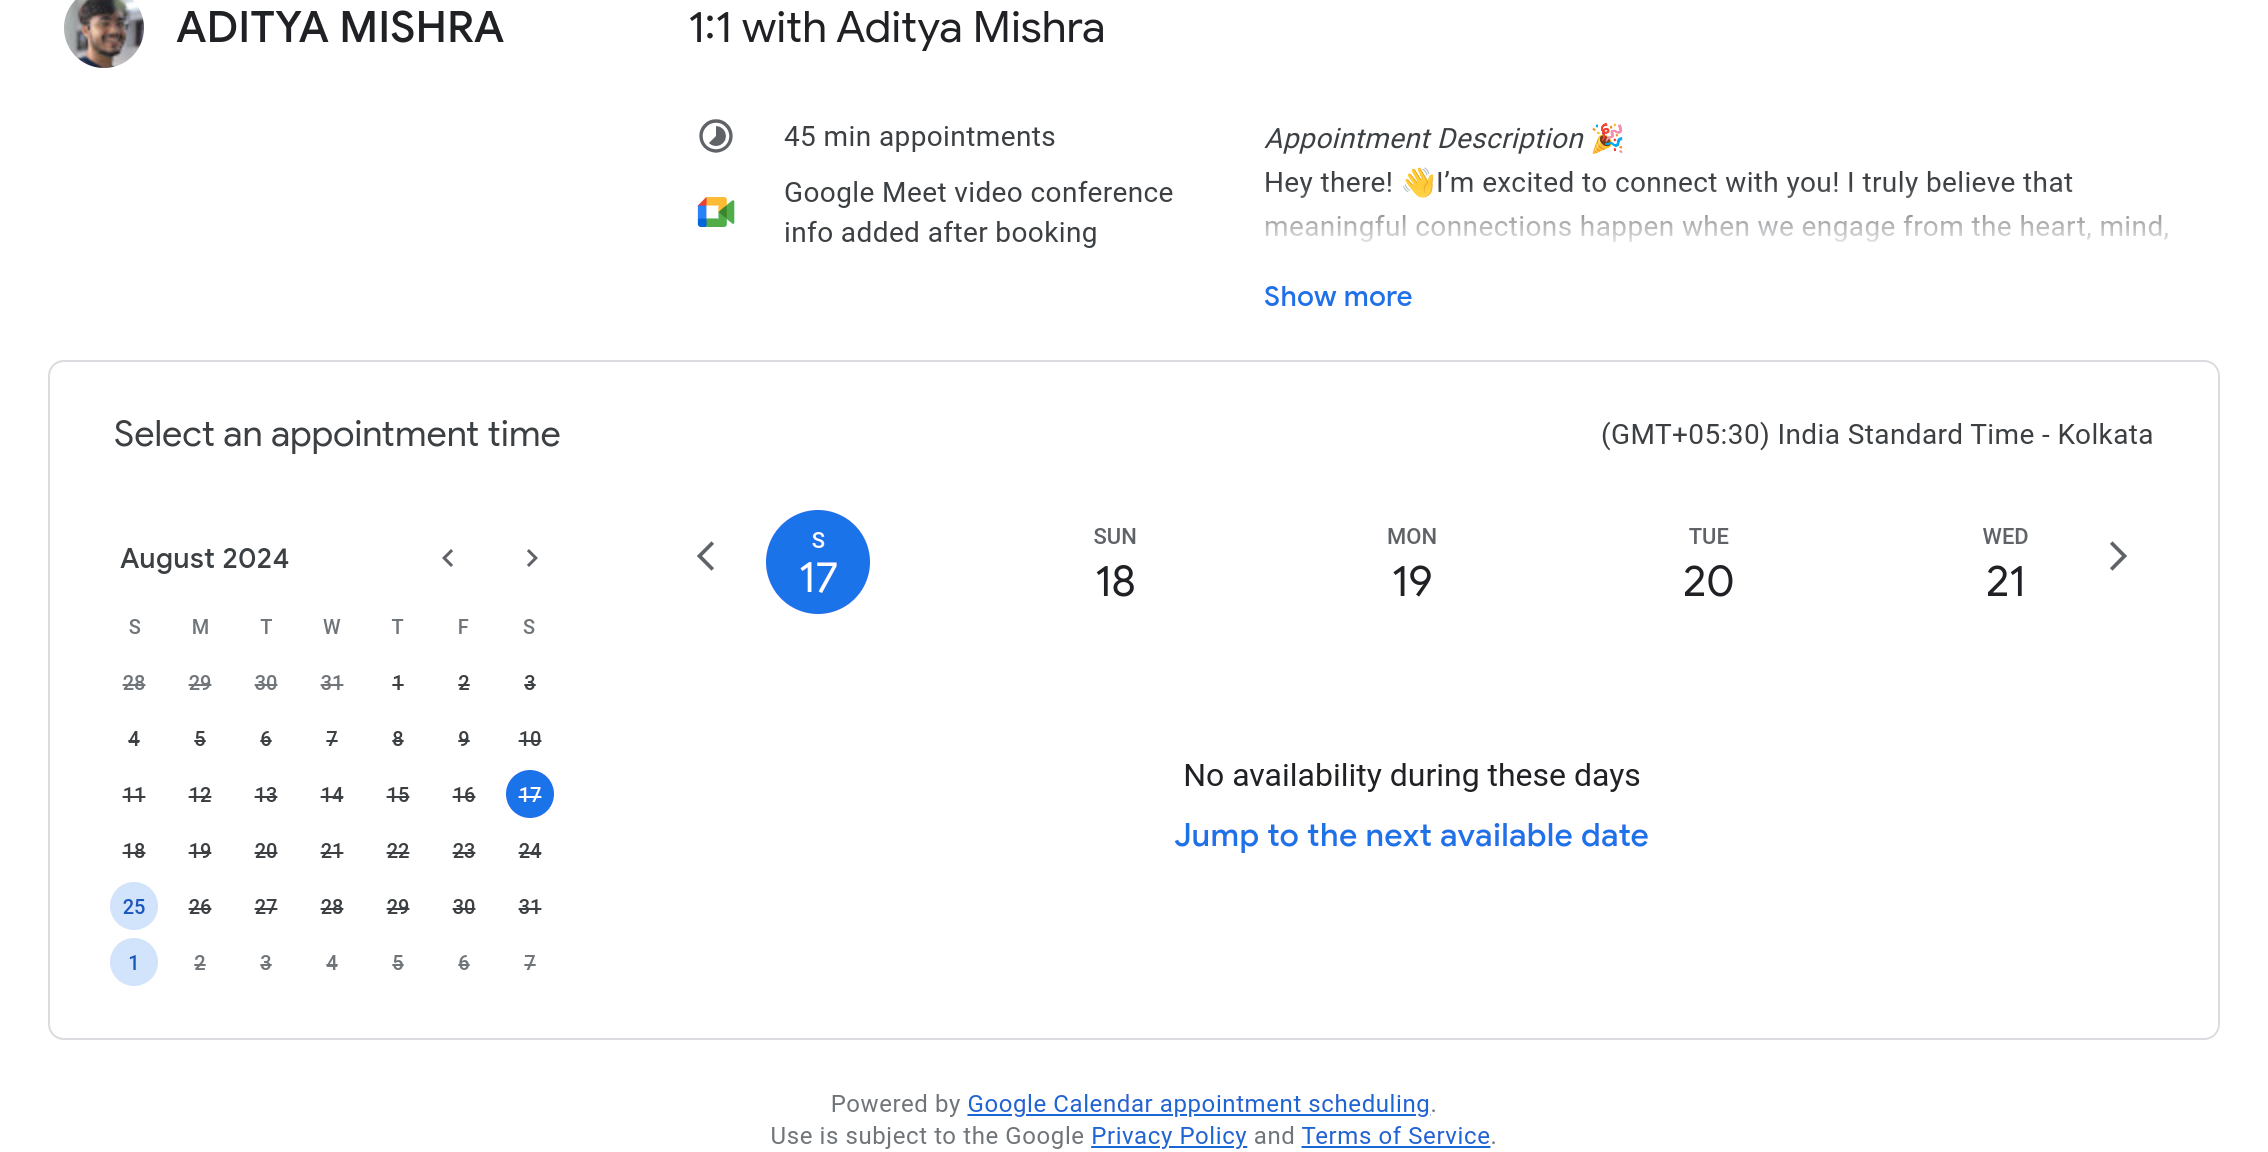 ADITYA MISHRA
1:1 with Aditya Mishra
45 min appointments
Google Meet video conference
info added after booking
Appointment Description 🎉
Hey there! 👋I’m excited to connect with you! I truly believe that
meaningful connections happen when we engage from the heart, mind,
Show more
Select an appointment time
(GMT+05:30) India Standard Time - Kolkata
August 2024
S M T W T F S
28 29 30 31 1 2 3
4 5 6 7 8 9 10
11 12 13 14 15 16 17
18 19 20 21 22 23 24
25 26 27 28 29 30 31
1 2 3 4 5 6 7
S SUN MON TUE WED
17 18 19 20 21
No availability during these days
Jump to the next available date
Powered by Google Calendar appointment scheduling.
Use is subject to the Google Privacy Policy and Terms of Service.